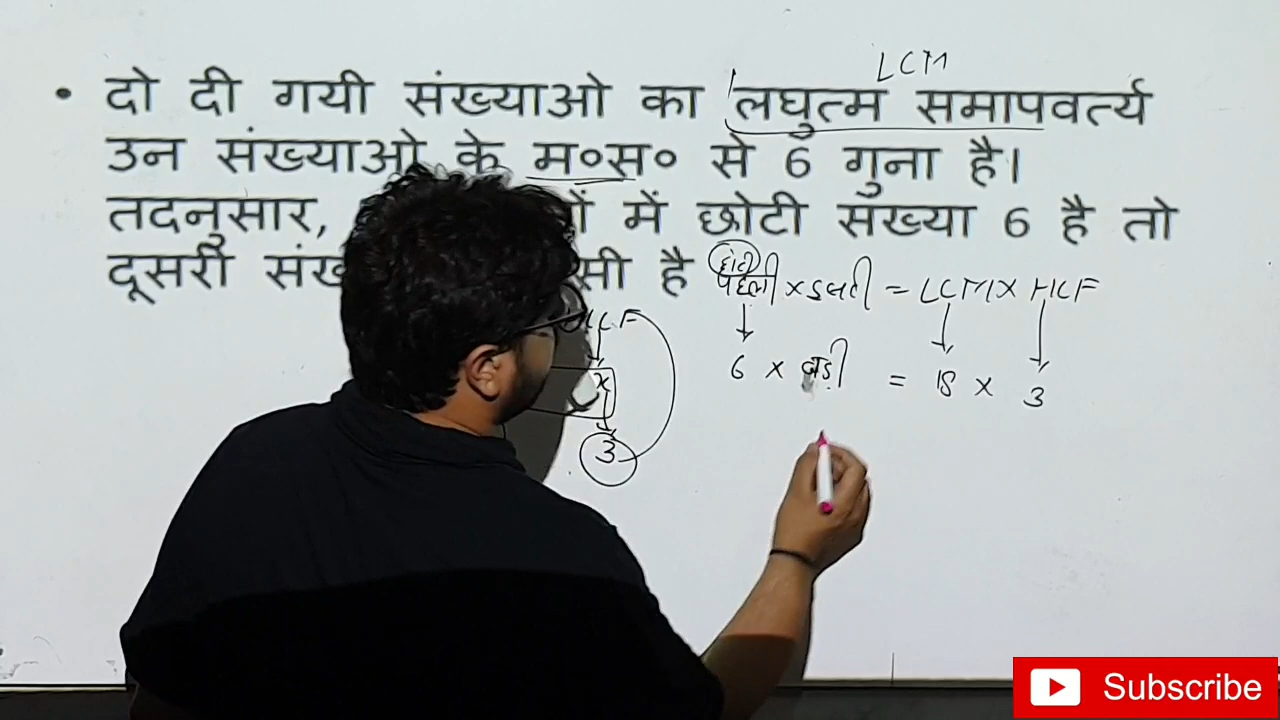 LCM
• दो दी गयी संख्याओ का लघुत्म समापवर्त्य
उन संख्याओ के म०स० से 6 गुना है।
तदनुसार, में छोटी संख्या 6 है तो
दूसरी सी है
छोटी
पहली × = LCM × HCF
CF
6 × बड़ी = 18 × 3
x
3
Subscribe